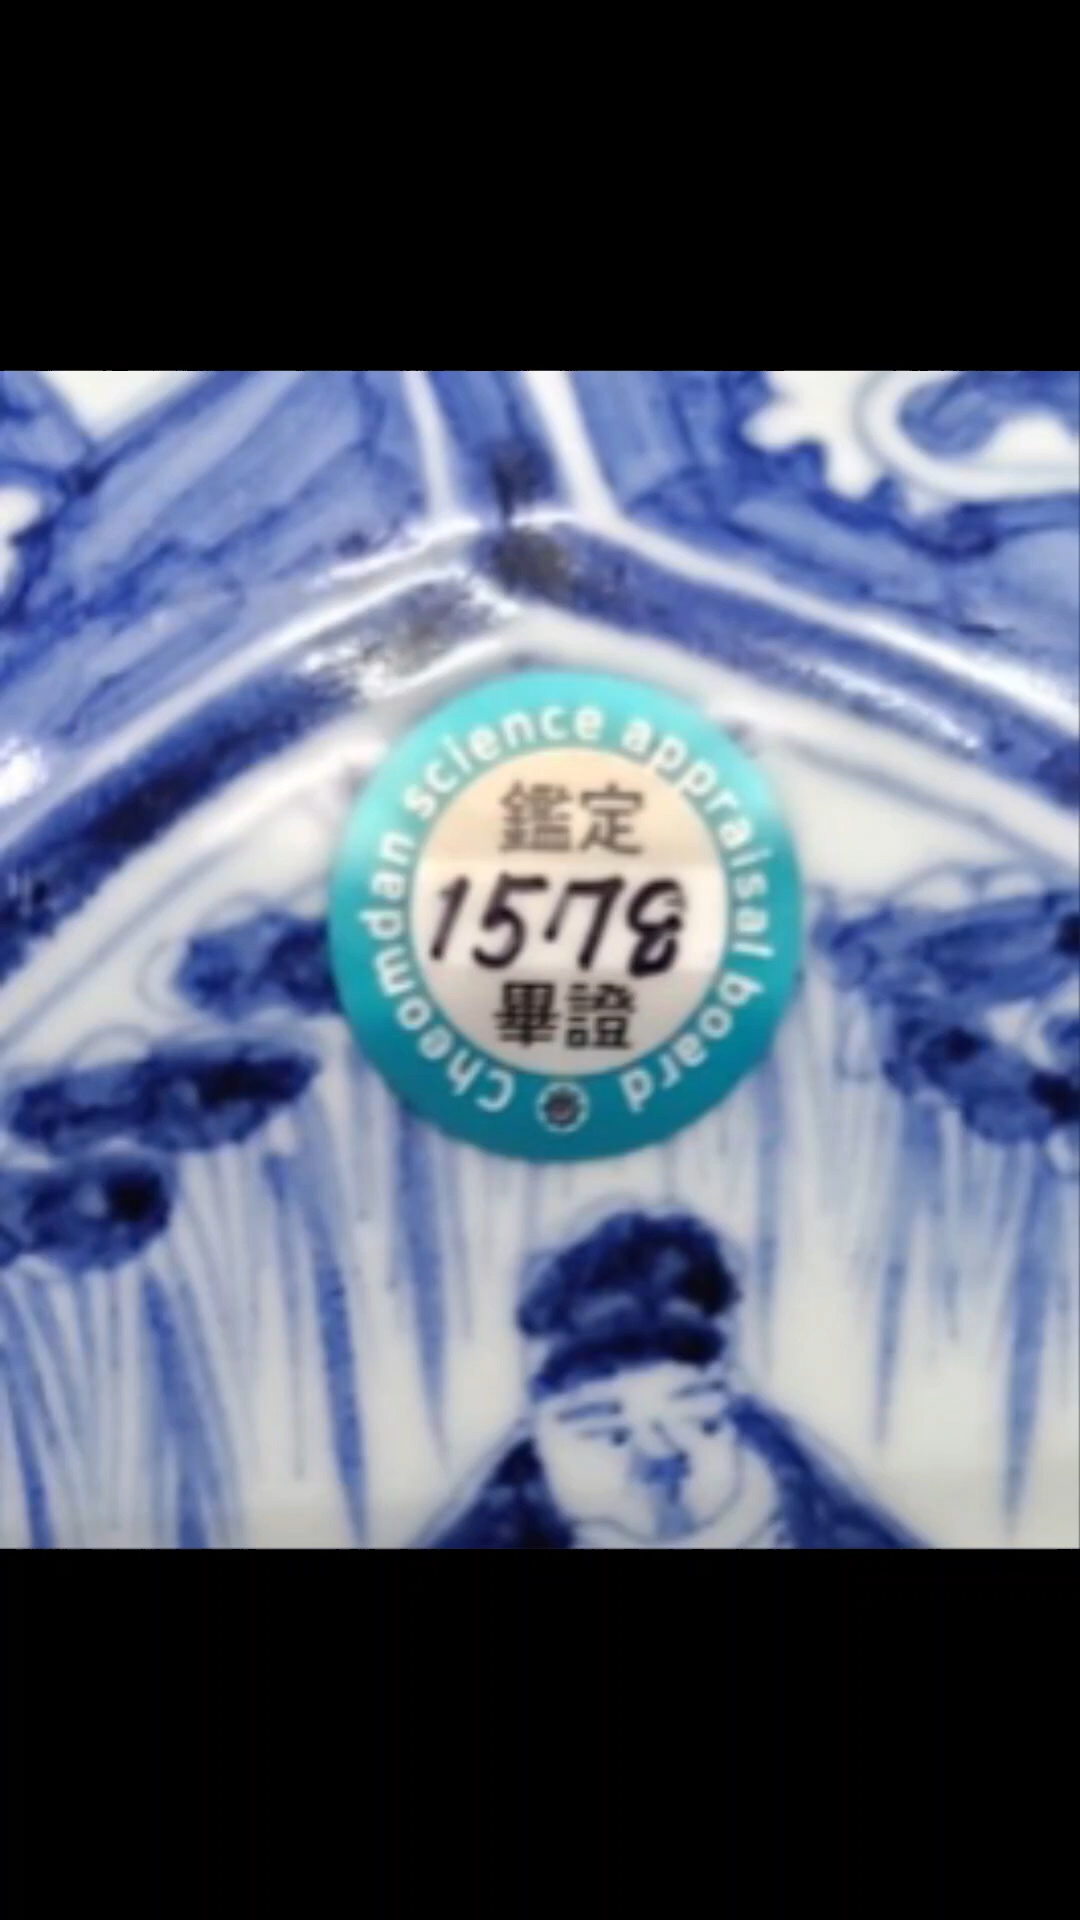 Cheomdan science appraisal board
鑑定
1578
畢證